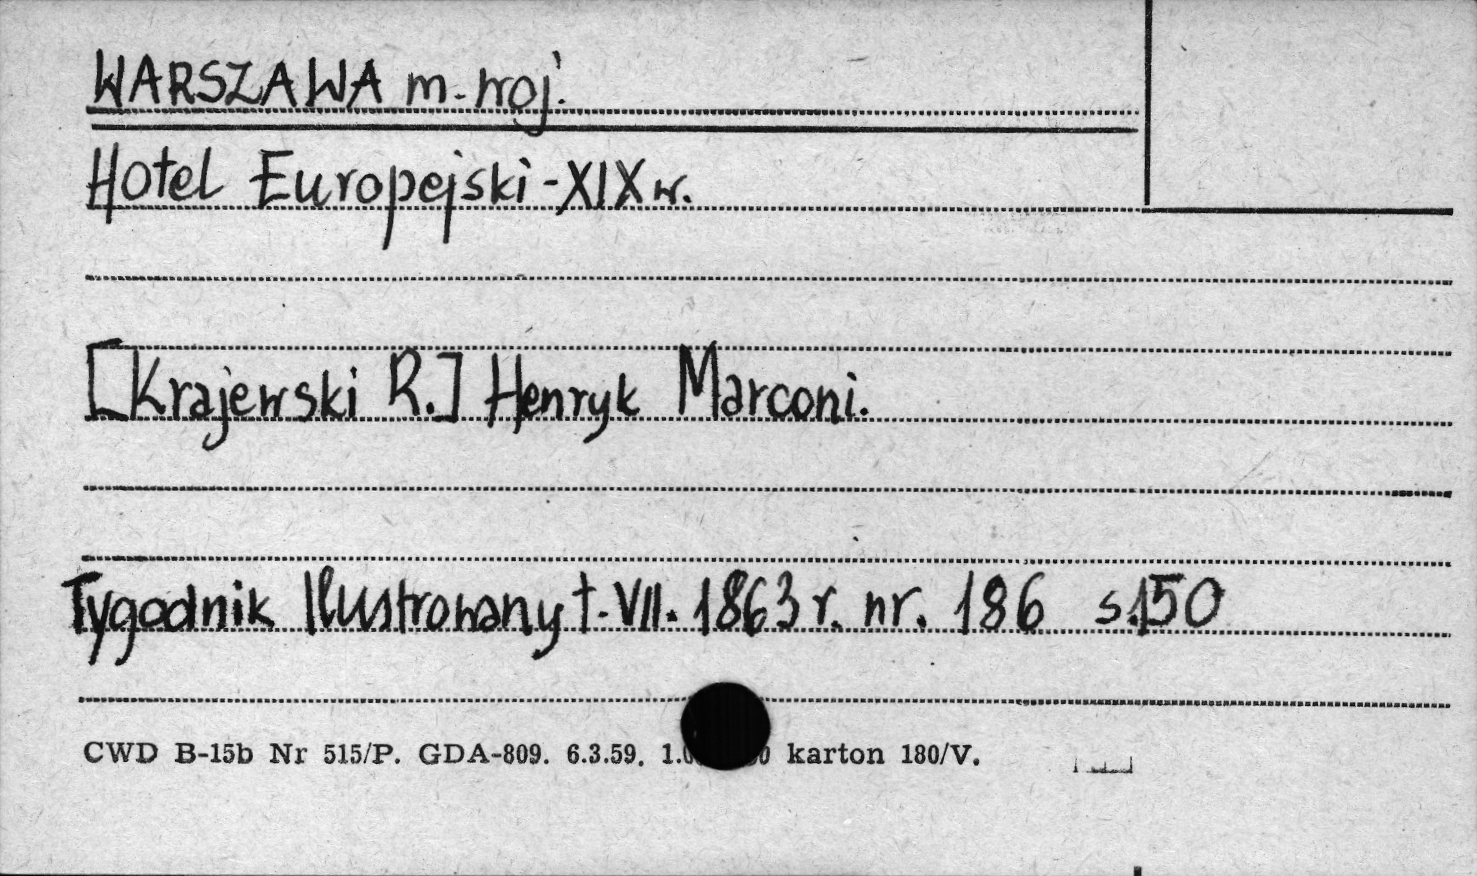 WARSZAWA m. woj.
Hotel Europejski - XIX w.
[Krajewski R.] Henryk Marconi.
Tygodnik Ilustrowany t. VII. 1863 r. nr. 186 s. 150
CWD B-15b Nr 515/P. GDA-809. 6.3.59. karton 180/V.